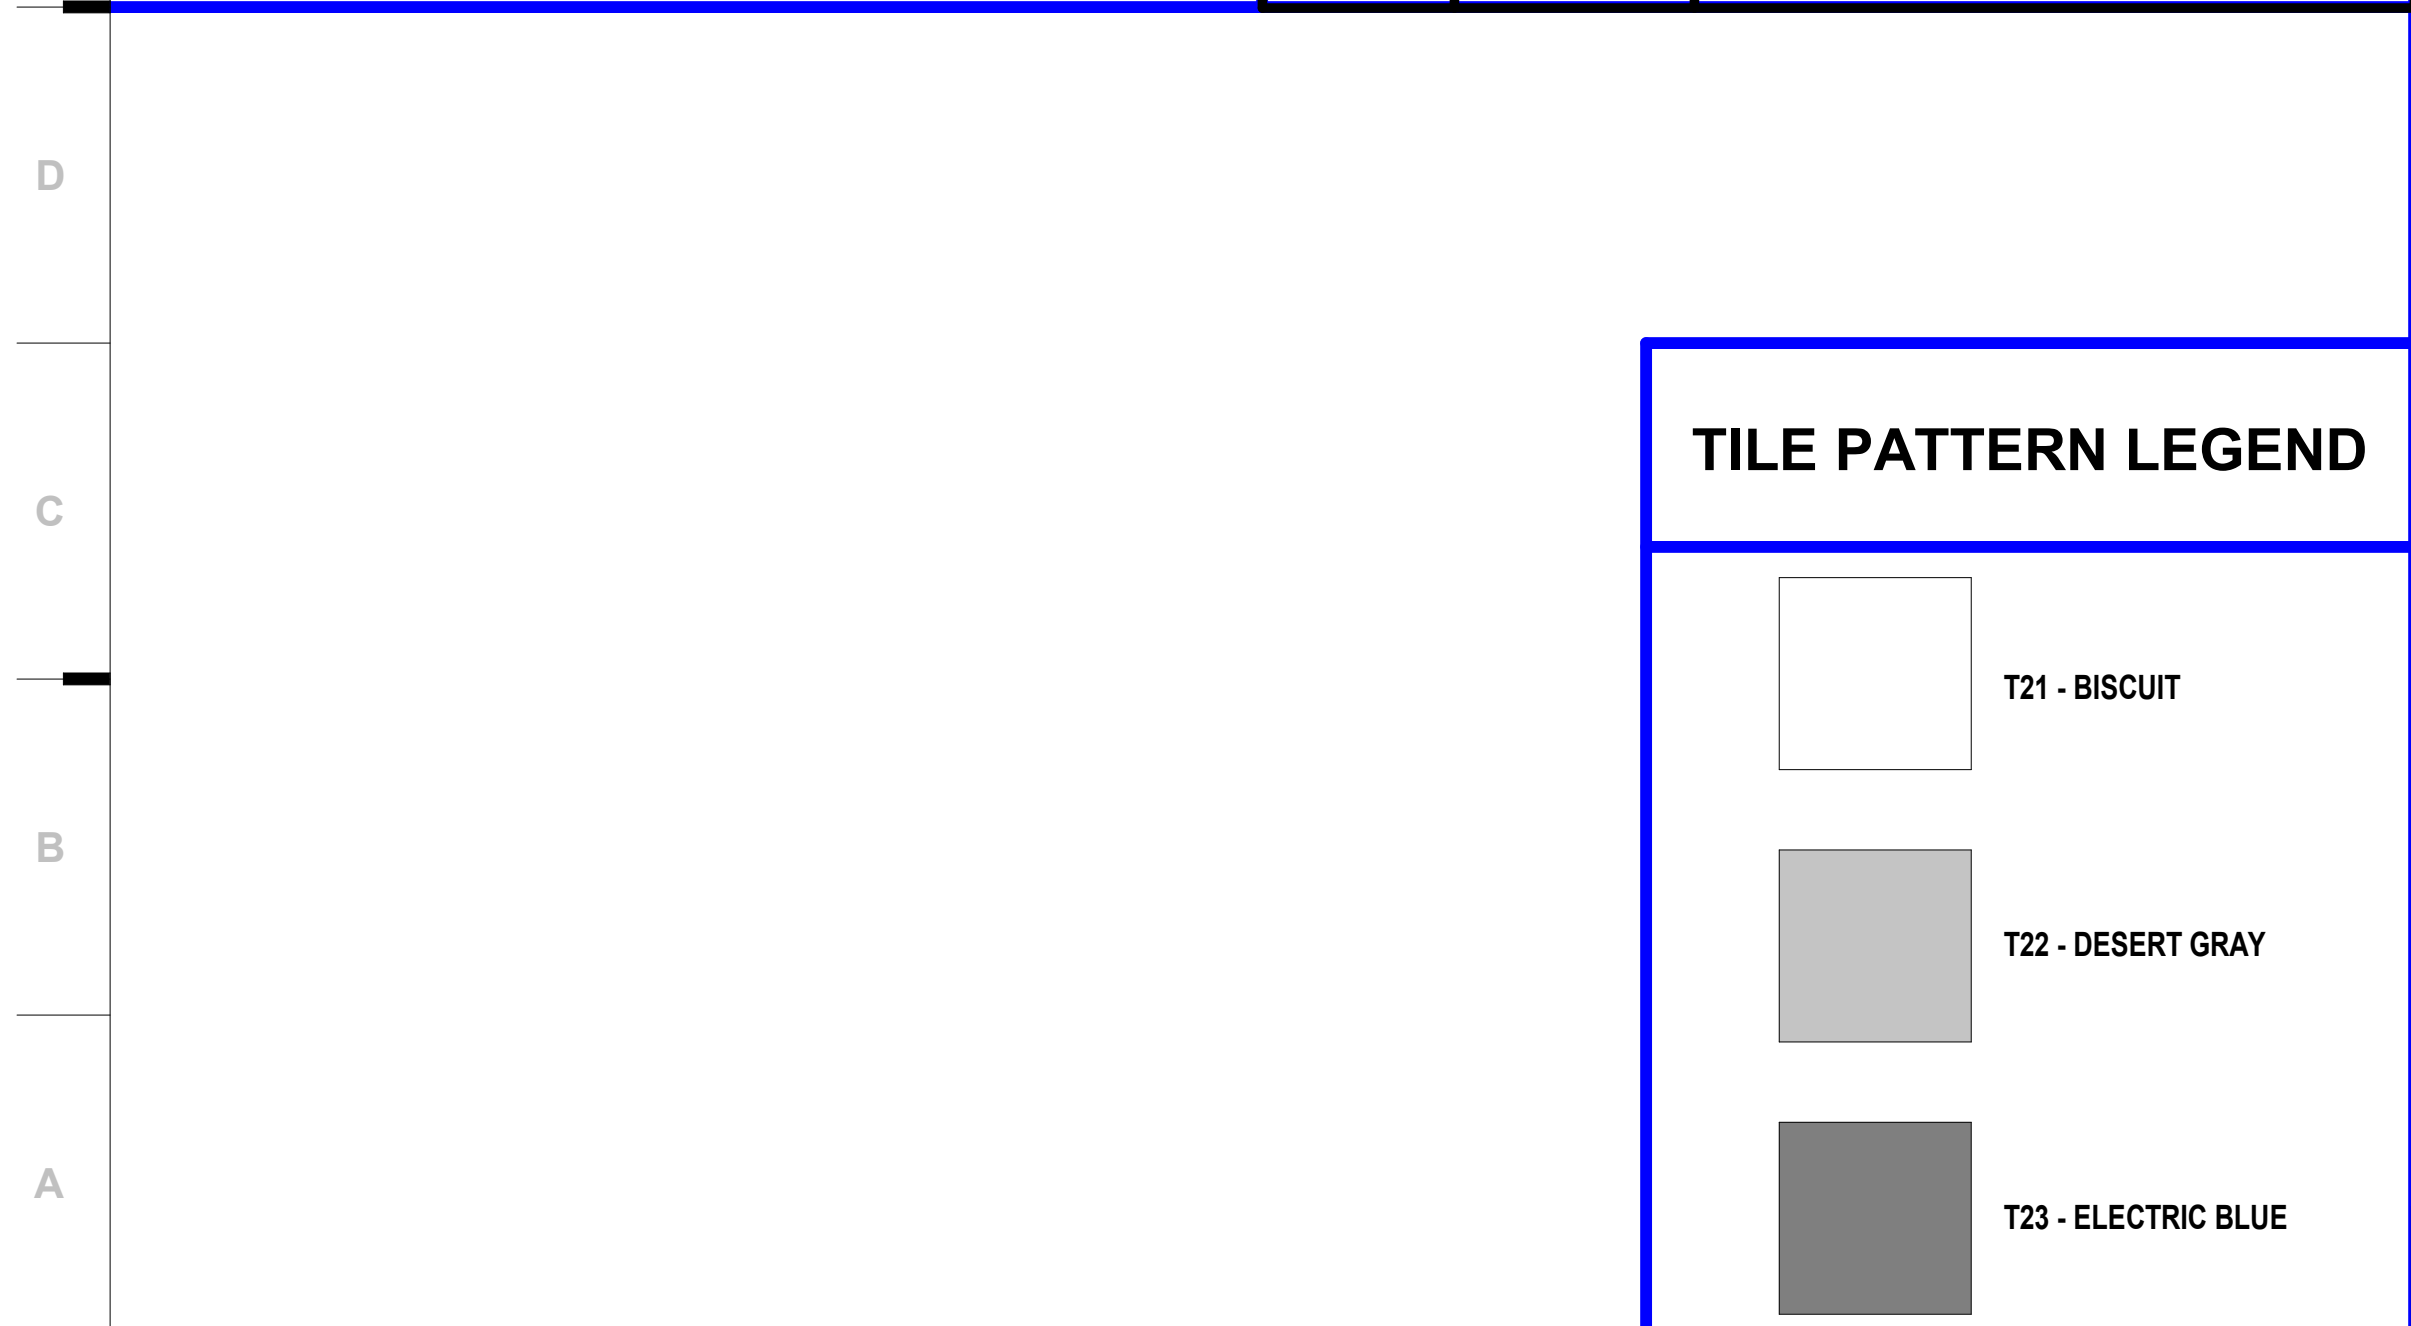 D
TILE PATTERN LEGEND
C
T21 - BISCUIT
B
T22 - DESERT GRAY
A
T23 - ELECTRIC BLUE